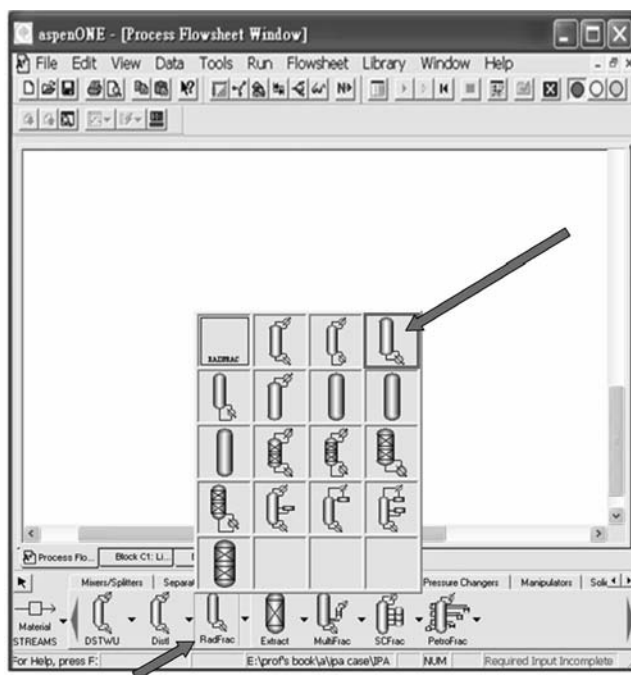 aspenONE - [Process Flowsheet Window]
File Edit View Data Tools Run Flowsheet Library Window Help
N>
RADFRAC
Process Flo... Block C1: Li...
Mixers/Splitters Separa Pressure Changers Manipulators Soli
Material
STREAMS DSTWU Distl RadFrac Extract MultiFrac SCFrac PetroFrac
For Help, press F: E:\prof's book\a\ipa case\IPA NUM Required Input Incomplete